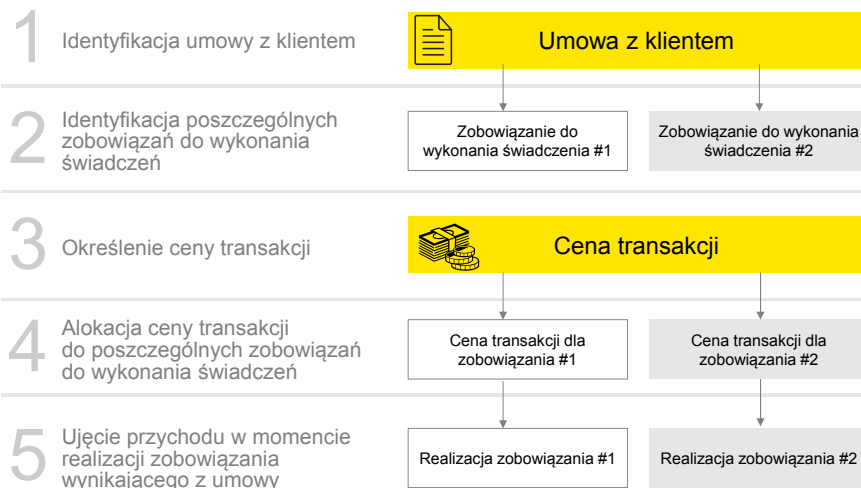 1
Identyfikacja umowy z klientem
Umowa z klientem
2
Identyfikacja poszczególnych
zobowiązań do wykonania
świadczeń
Zobowiązanie do
wykonania świadczenia #1
Zobowiązanie do wykonania
świadczenia #2
3
Określenie ceny transakcji
Cena transakcji
4
Alokacja ceny transakcji
do poszczególnych zobowiązań
do wykonania świadczeń
Cena transakcji dla
zobowiązania #1
Cena transakcji dla
zobowiązania #2
5
Ujęcie przychodu w momencie
realizacji zobowiązania
wynikającego z umowy
Realizacja zobowiązania #1
Realizacja zobowiązania #2